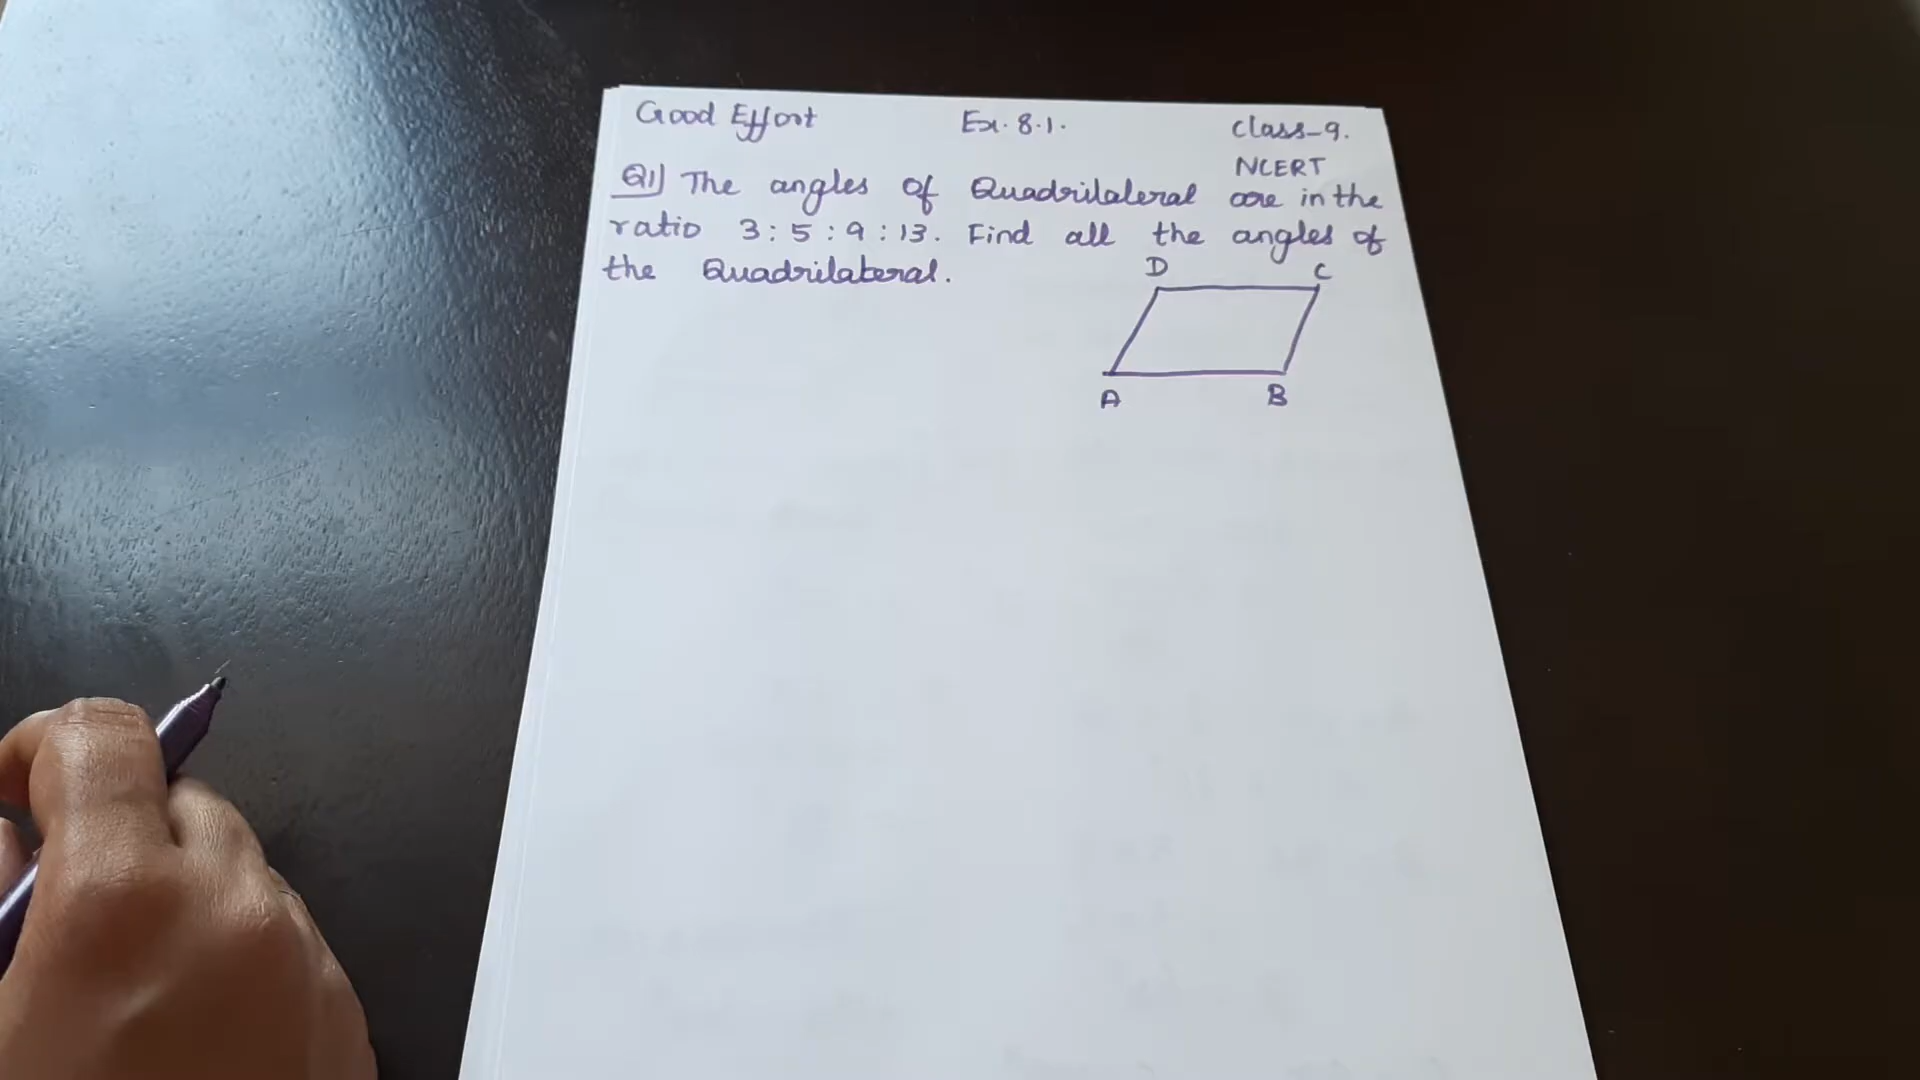 Good Effort Ex. 8.1. Class-9.
NCERT
Q1) The angles of Quadrilateral are in the
ratio 3:5:9:13. Find all the angles of
the Quadrilateral.
D C
A B